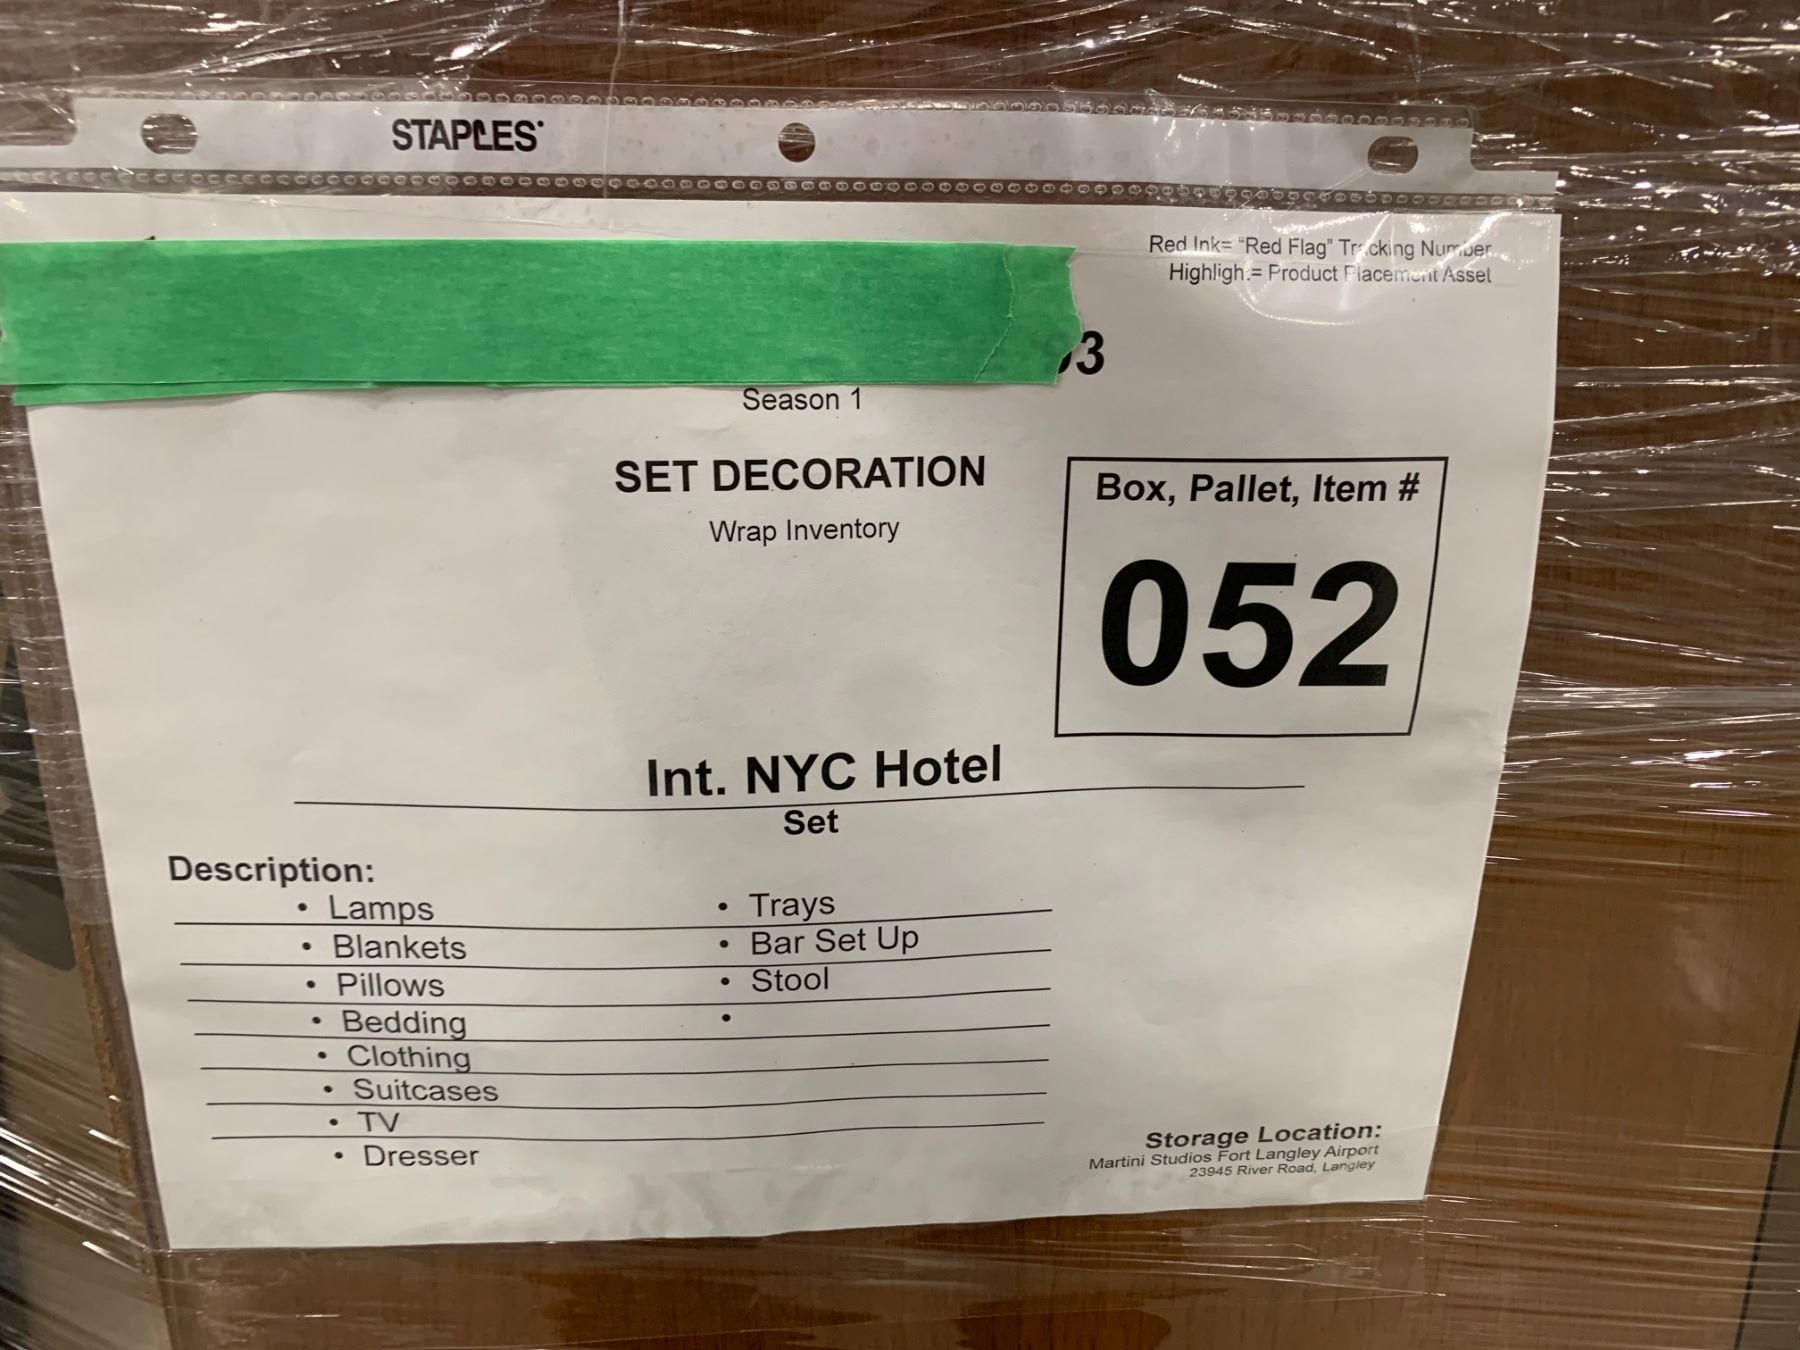 STAPLES
Red Ink= "Red Flag" Tracking Number
Highlight= Product Placement Asset
3
Season 1
SET DECORATION
Wrap Inventory
Box, Pallet, Item #
052
Int. NYC Hotel
Set
Description:
• Lamps
• Blankets
• Pillows
• Bedding
• Clothing
• Suitcases
• TV
• Dresser
• Trays
• Bar Set Up
• Stool
•
Storage Location:
Martini Studios Fort Langley Airport
23945 River Road, Langley